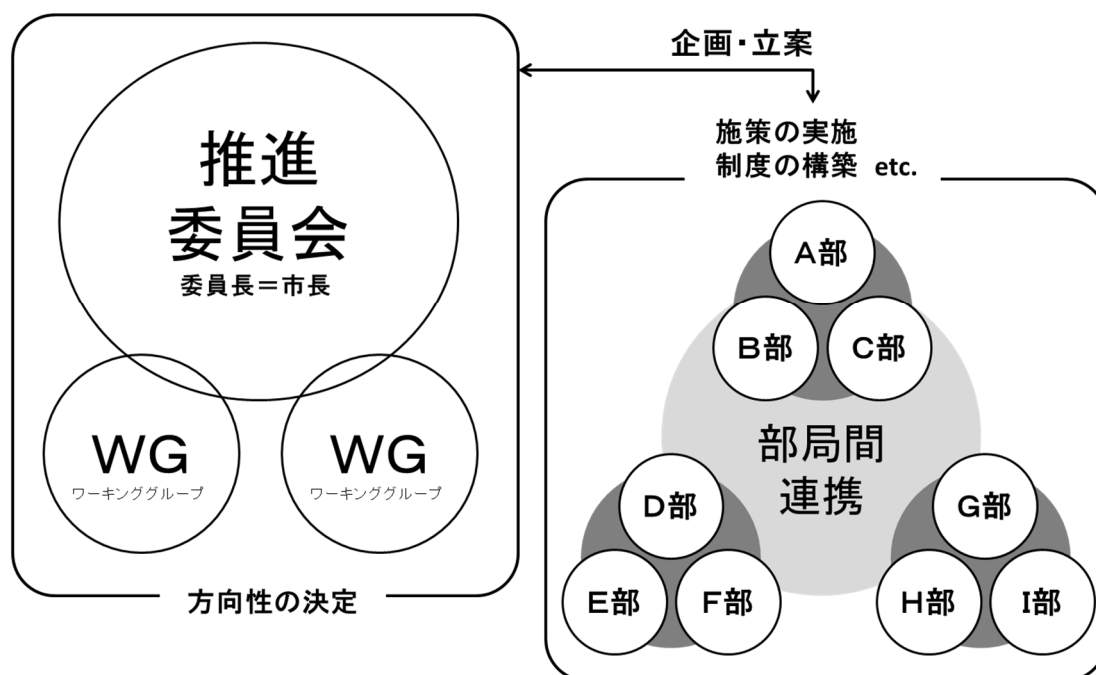 推進
委員会
委員長＝市長
WG
ワーキンググループ
WG
ワーキンググループ
方向性の決定
企画・立案
施策の実施
制度の構築 etc.
A部
B部
C部
部局間
連携
D部
E部
F部
G部
H部
I部